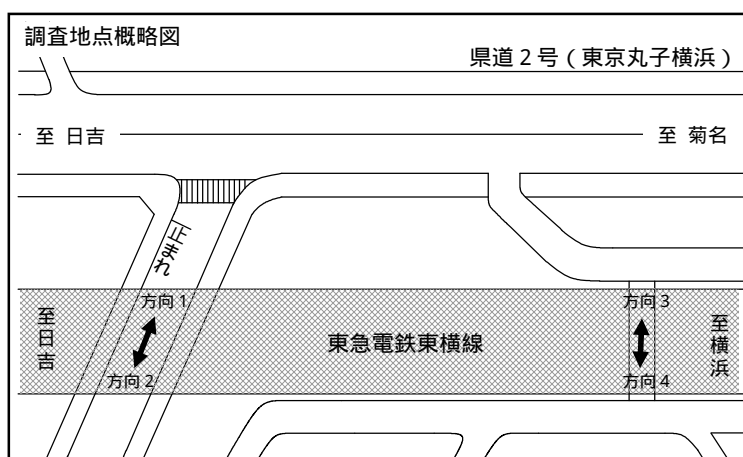 調査地点概略図
県道2号（東京丸子横浜）
至 日吉
至 菊名
止まれ
方向1
方向3
至日吉
東急電鉄東横線
至横浜
方向2
方向4